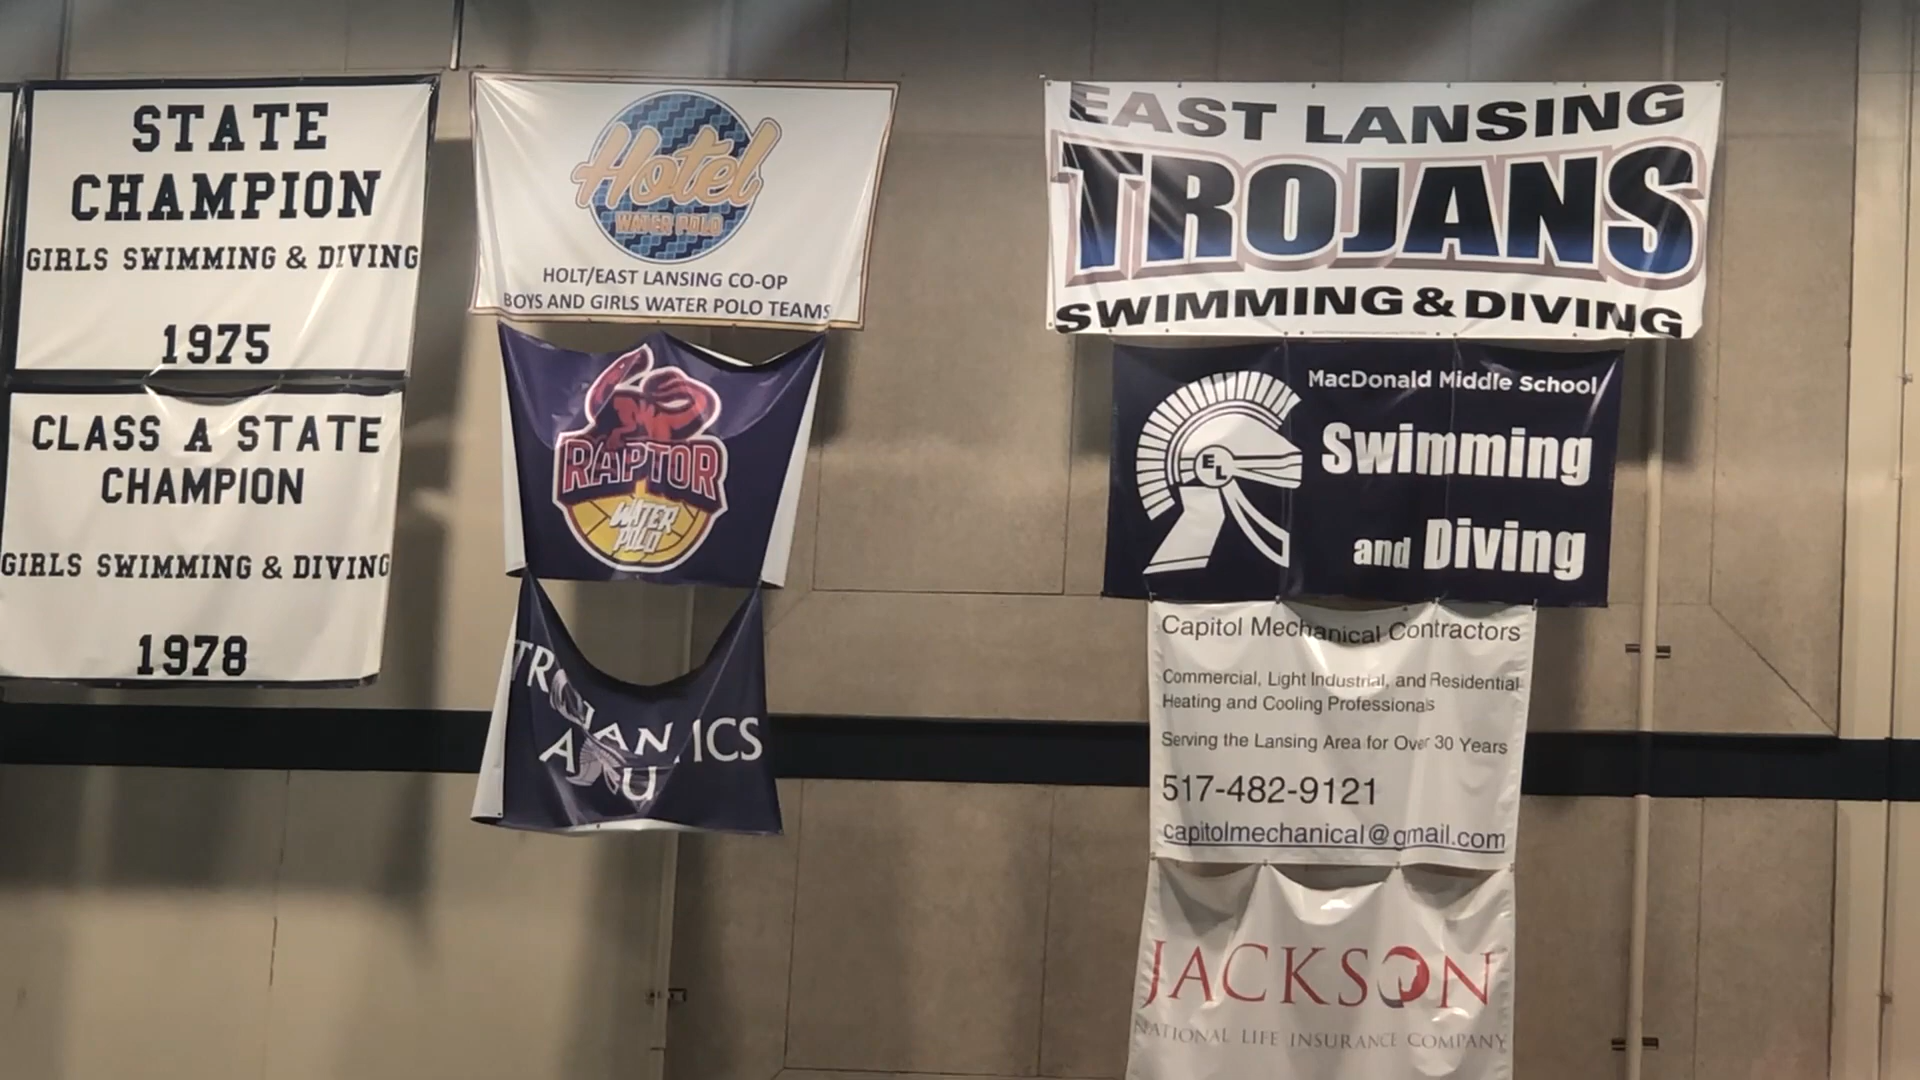 STATE
CHAMPION
GIRLS SWIMMING & DIVING
1975
CLASS A STATE
CHAMPION
GIRLS SWIMMING & DIVING
1978
Hotel
WATER POLO
HOLT/EAST LANSING CO-OP
BOYS AND GIRLS WATER POLO TEAMS
RAPTOR
WATER
POLO
EAST LANSING
TROJANS
SWIMMING & DIVING
MacDonald Middle School
EL
Swimming
and Diving
Capitol Mechanical Contractors
Commercial, Light Industrial, and Residential
Heating and Cooling Professionals
Serving the Lansing Area for Over 30 Years
517-482-9121
capitolmechanical@gmail.com
JACKSON
NATIONAL LIFE INSURANCE COMPANY